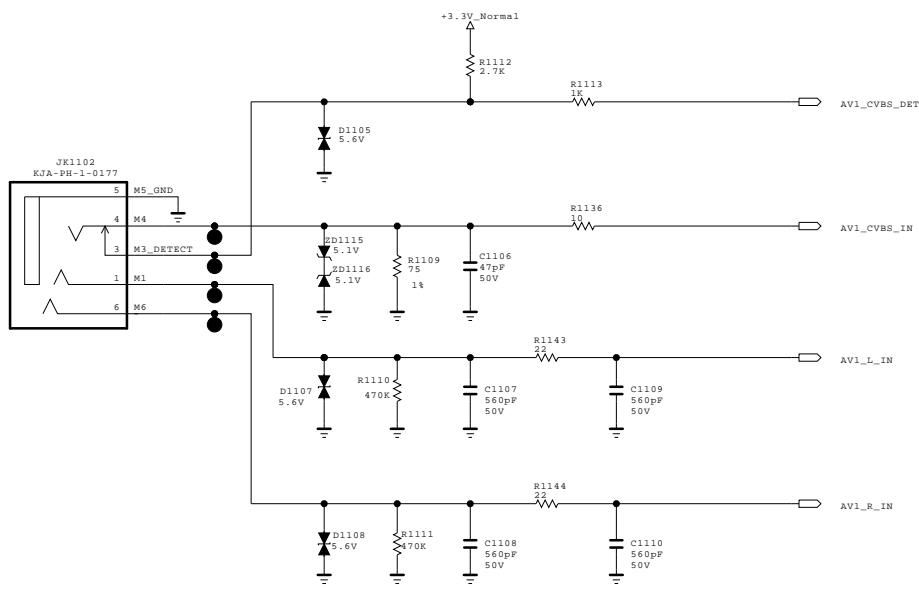 +3.3V_Normal
R1112
2.7K
R1113
1K
AV1_CVBS_DET
D1105
5.6V
JK1102
KJA-PH-1-0177
5 M5_GND
4 M4
3 M3_DETECT
1 M1
6 M6
R1136
10
AV1_CVBS_IN
ZD1115
5.1V
ZD1116
5.1V
R1109
75
1%
C1106
47pF
50V
R1143
22
AV1_L_IN
D1107
5.6V
R1110
470K
C1107
560pF
50V
C1109
560pF
50V
R1144
22
AV1_R_IN
D1108
5.6V
R1111
470K
C1108
560pF
50V
C1110
560pF
50V